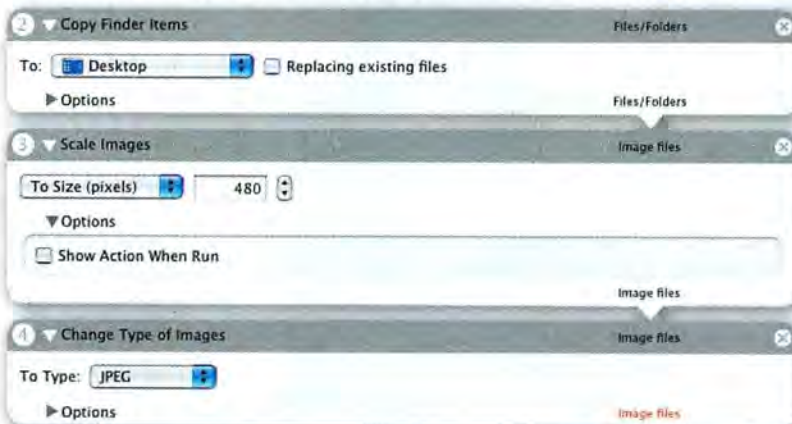 2 Copy Finder Items Files/Folders
To: Desktop Replacing existing files
Options Files/Folders
3 Scale Images Image files
To Size (pixels) 480
Options
Show Action When Run
Image files
4 Change Type of Images Image files
To Type: JPEG
Options Image files